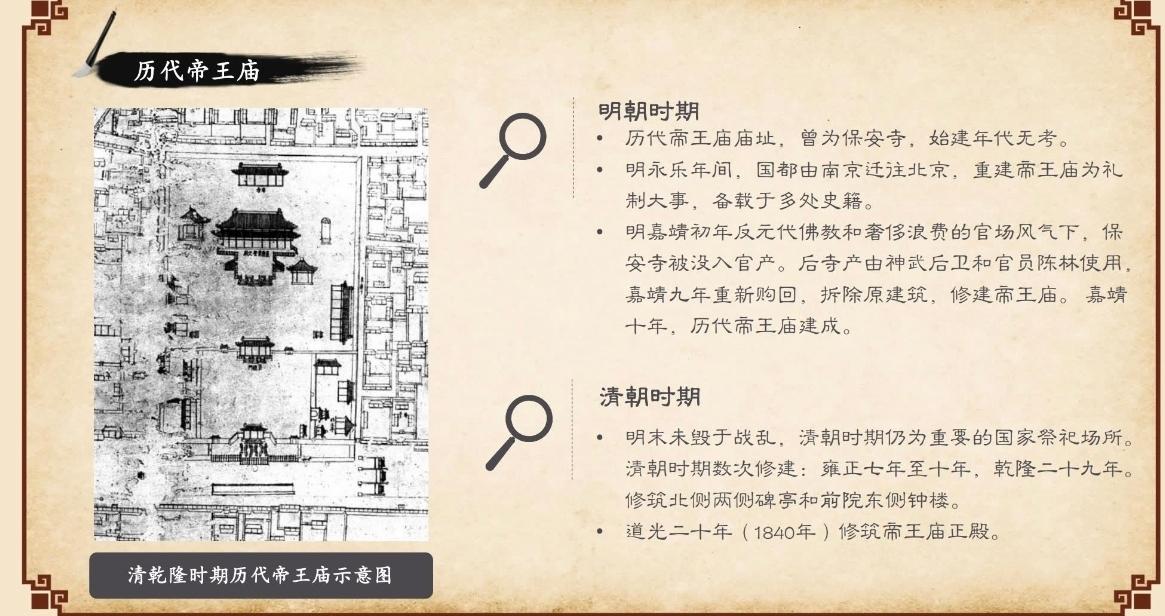 历代帝王庙
明朝时期
• 历代帝王庙庙址，曾为保安寺，始建年代无考。
• 明永乐年间，国都由南京迁往北京，重建帝王庙为礼
制大事，备载于多处史籍。
• 明嘉靖初年反元代佛教和奢侈浪费的官场风气下，保
安寺被没入官产。后寺产由神武后卫和官员陈林使用，
嘉靖九年重新购回，拆除原建筑，修建帝王庙。 嘉靖
十年，历代帝王庙建成。
清朝时期
• 明末未毁于战乱，清朝时期仍为重要的国家祭祀场所。
清朝时期数次修建：雍正七年至十年，乾隆二十九年。
修筑北侧两侧碑亭和前院东侧钟楼。
• 道光二十年（1840年）修筑帝王庙正殿。
清乾隆时期历代帝王庙示意图